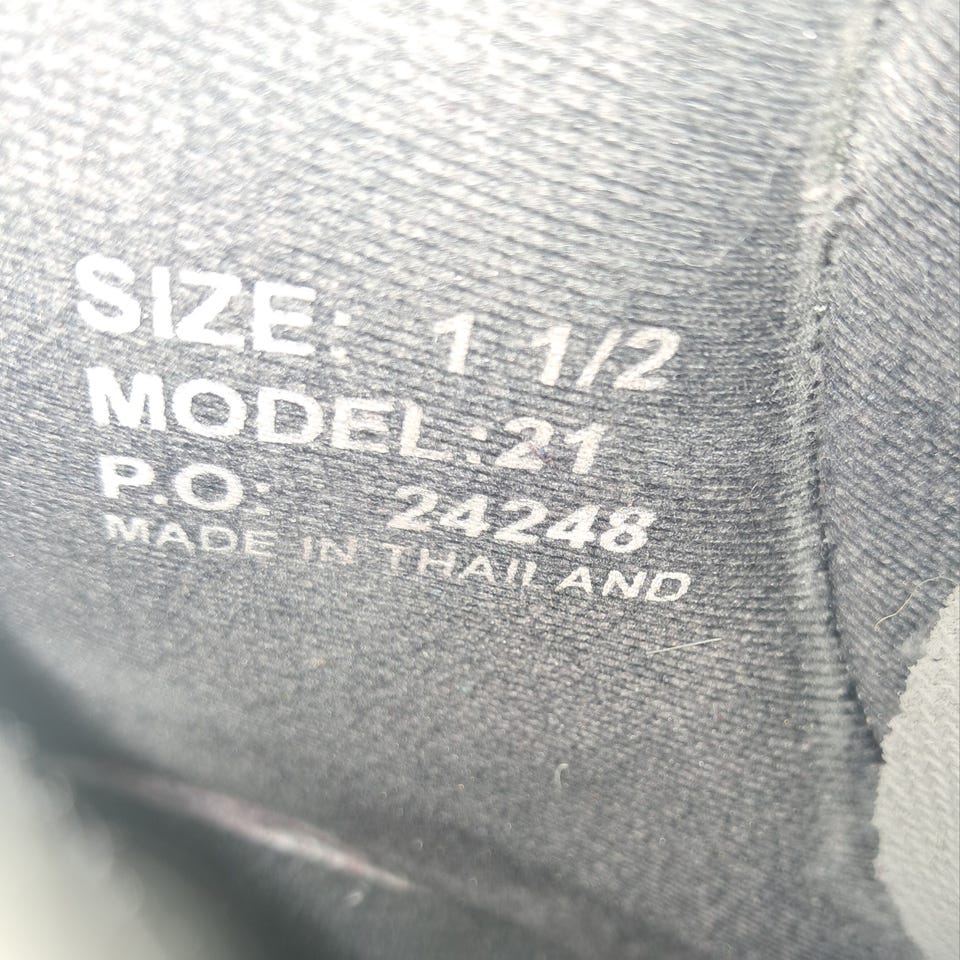 SIZE: 1 1/2
MODEL:21
P.O: 24248
MADE IN THAILAND